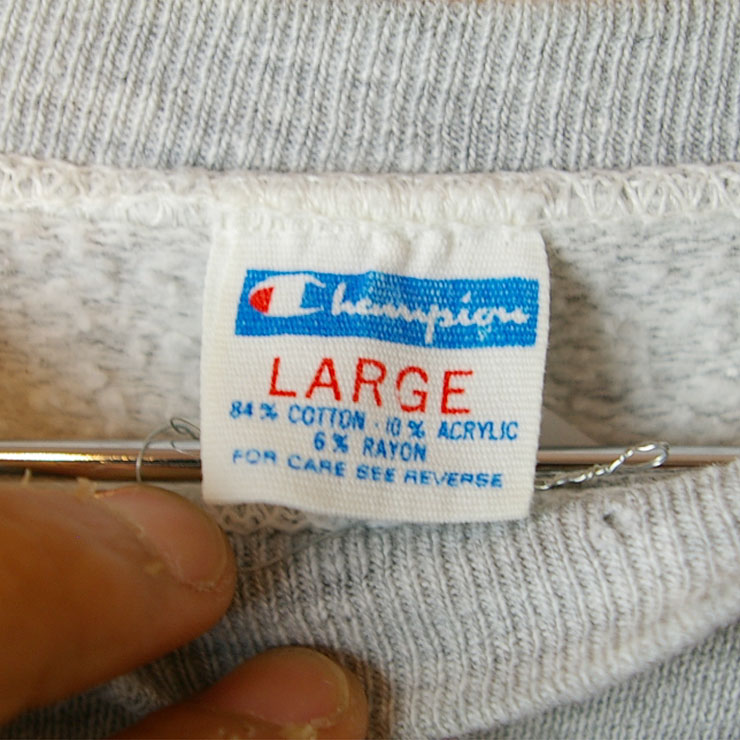 Champion
LARGE
84% COTTON · 10% ACRYLIC
6% RAYON
FOR CARE SEE REVERSE